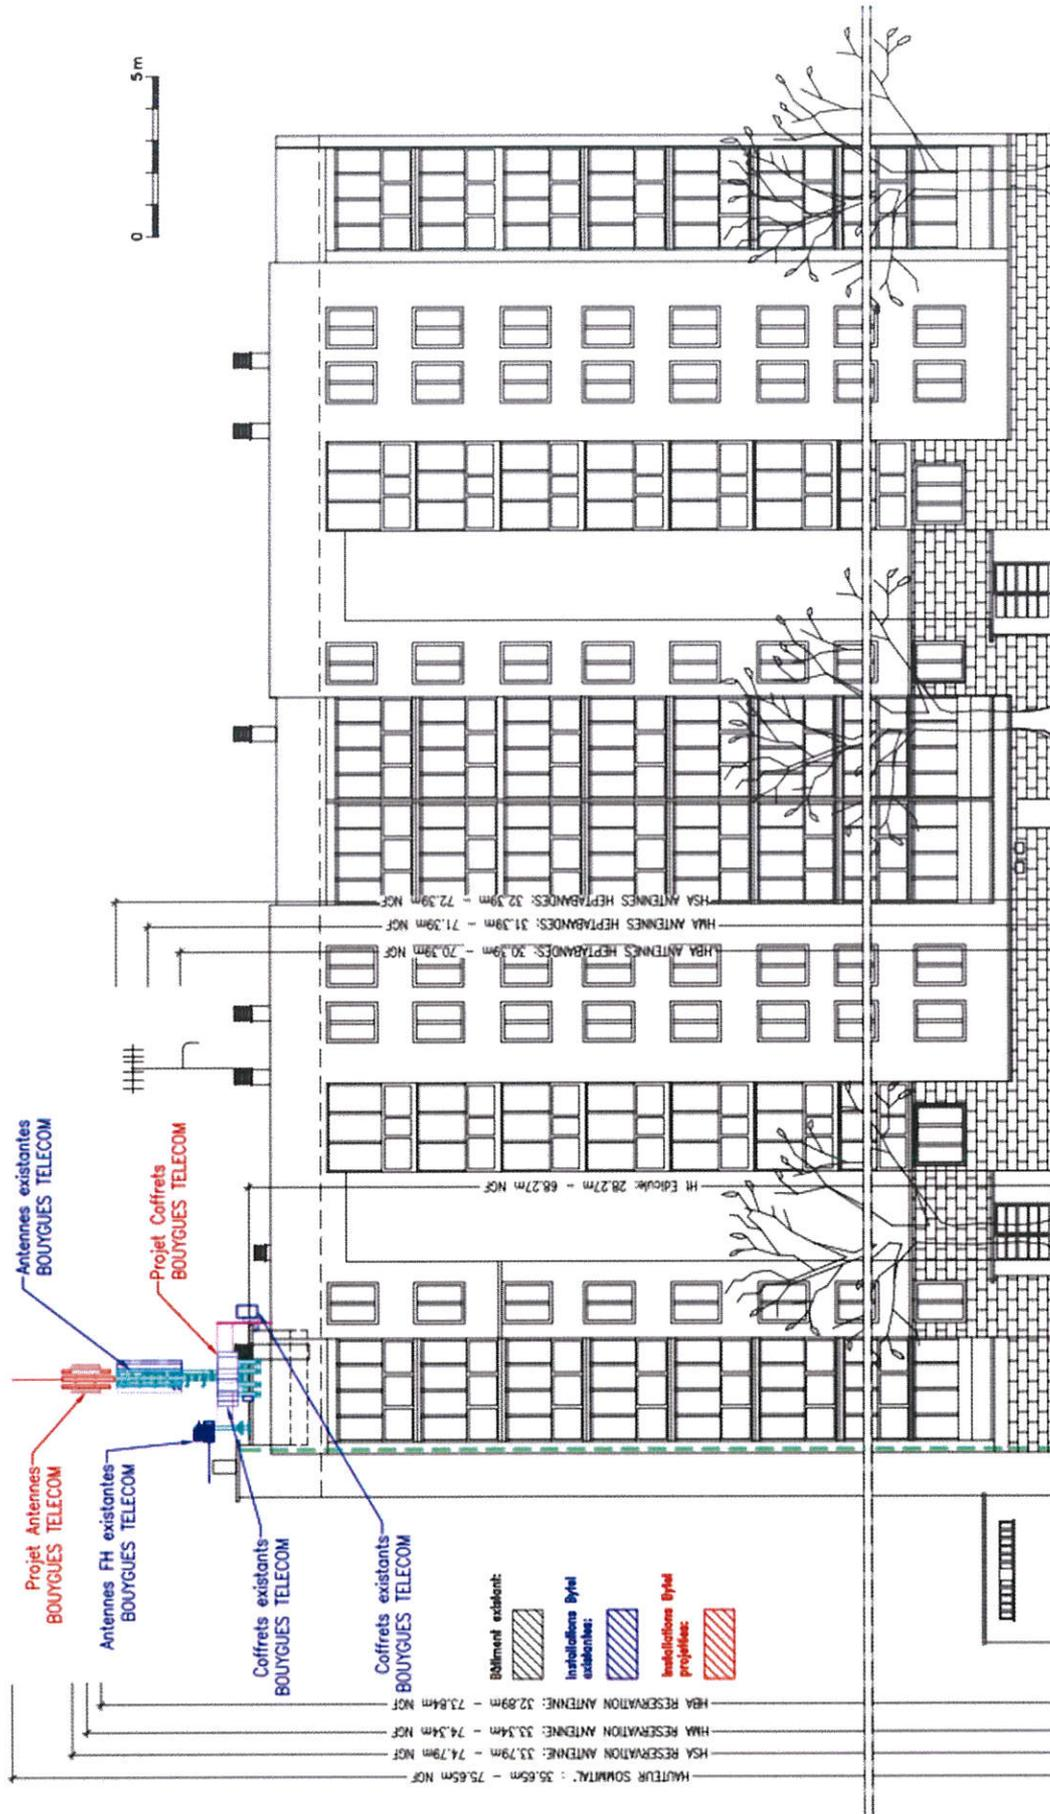 0
5m
Antennes existantes
BOUYGUES TELECOM
Projet Coffrets
BOUYGUES TELECOM
Projet Antennes
BOUYGUES TELECOM
Antennes FH existantes
BOUYGUES TELECOM
Coffrets existants
BOUYGUES TELECOM
Coffrets existants
BOUYGUES TELECOM
HSA ANTENNES HEPTABANDES: 32.39m - 72.39m NGF
HMA ANTENNES HEPTABANDES: 31.39m - 71.39m NGF
HBA ANTENNES HEPTABANDES: 30.39m - 70.39m NGF
Ht Edicule: 28.27m - 68.27m NGF
Bâtiment existant:
Installations Bytel
existantes:
Installations Bytel
projetées:
HBA RESERVATION ANTENNE: 32.89m - 73.84m NGF
HMA RESERVATION ANTENNE: 33.34m - 74.34m NGF
HSA RESERVATION ANTENNE: 33.79m - 74.79m NGF
HAUTEUR SOMMITAL' : 35.65m - 75.65m NGF